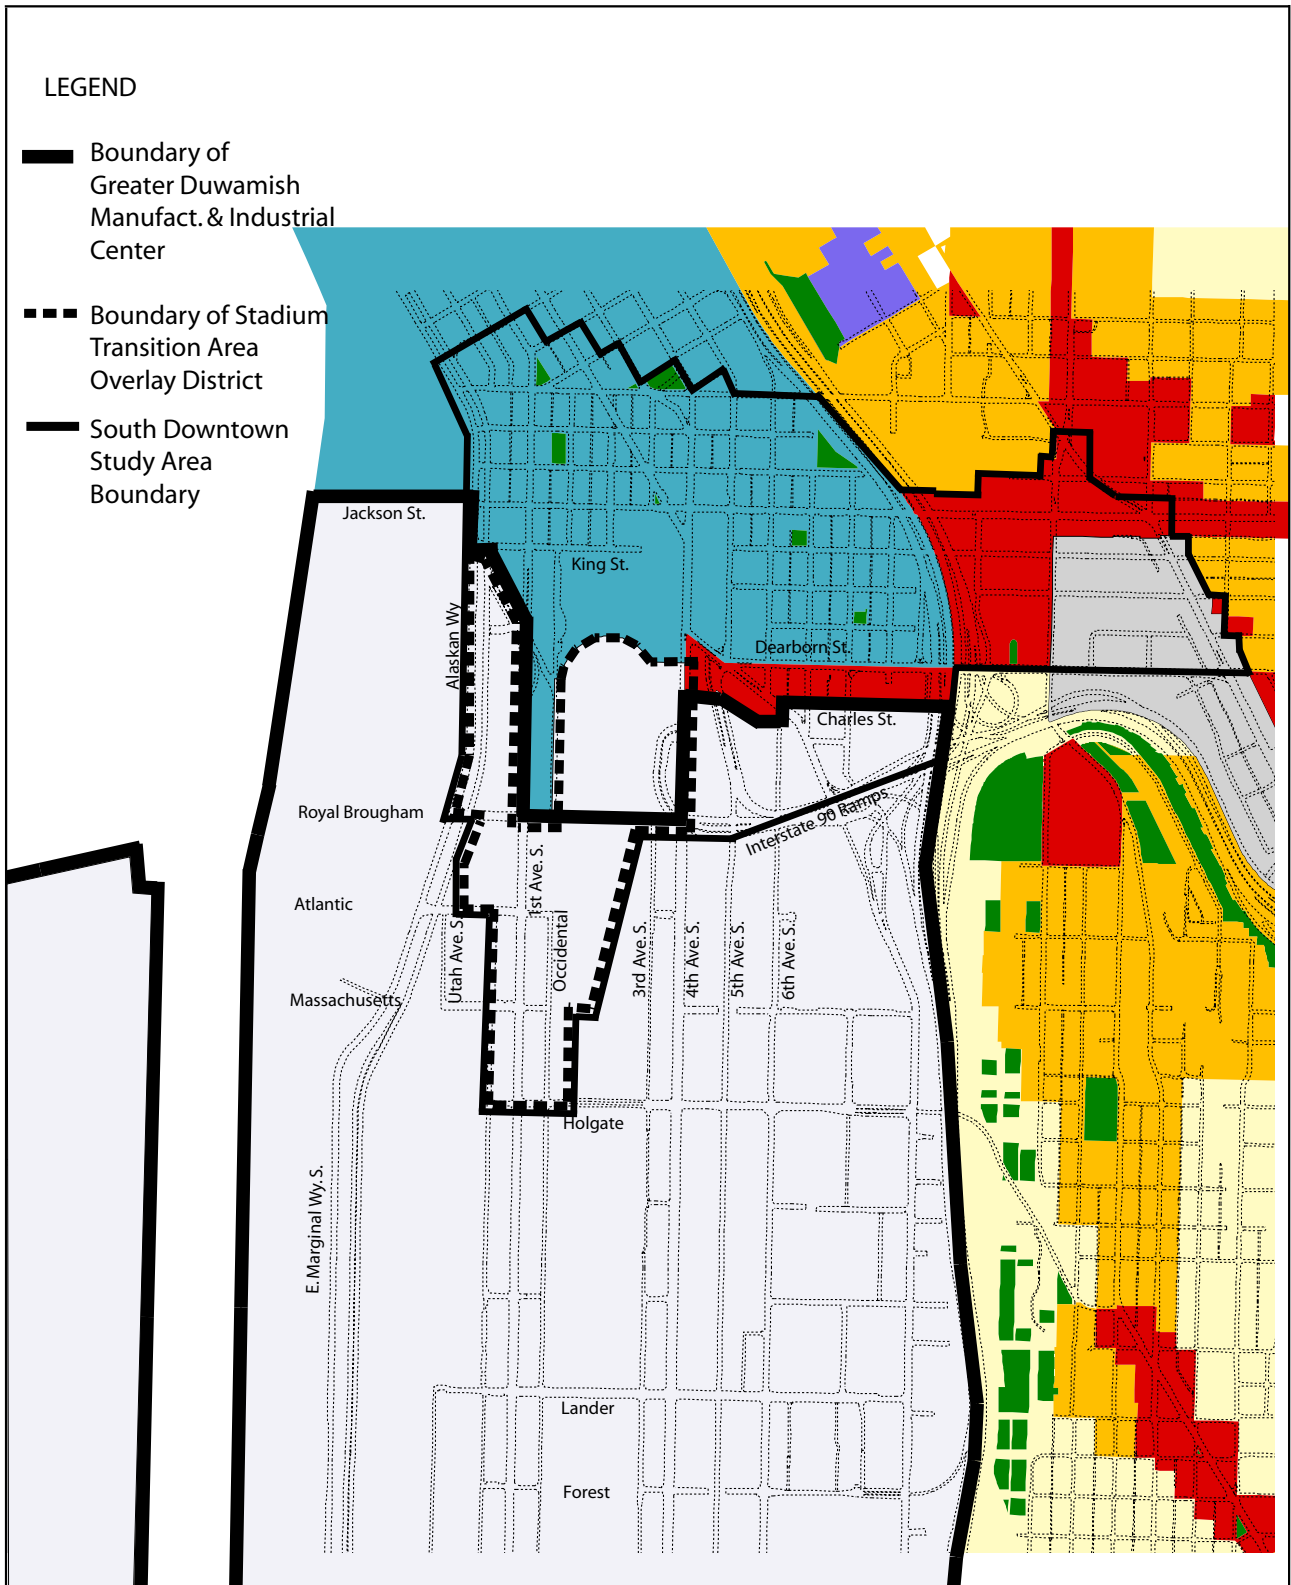 LEGEND
Boundary of
Greater Duwamish
Manufact. & Industrial
Center
Boundary of Stadium
Transition Area
Overlay District
South Downtown
Study Area
Boundary
Jackson St.
King St.
Alaskan Wy
Dearborn St.
Charles St.
Royal Brougham
Interstate 90 Ramps
Atlantic
1st Ave. S.
Utah Ave. S.
Occidental
3rd Ave. S.
4th Ave. S.
5th Ave. S.
6th Ave. S.
Massachusetts
Holgate
E. Marginal Wy. S.
Lander
Forest